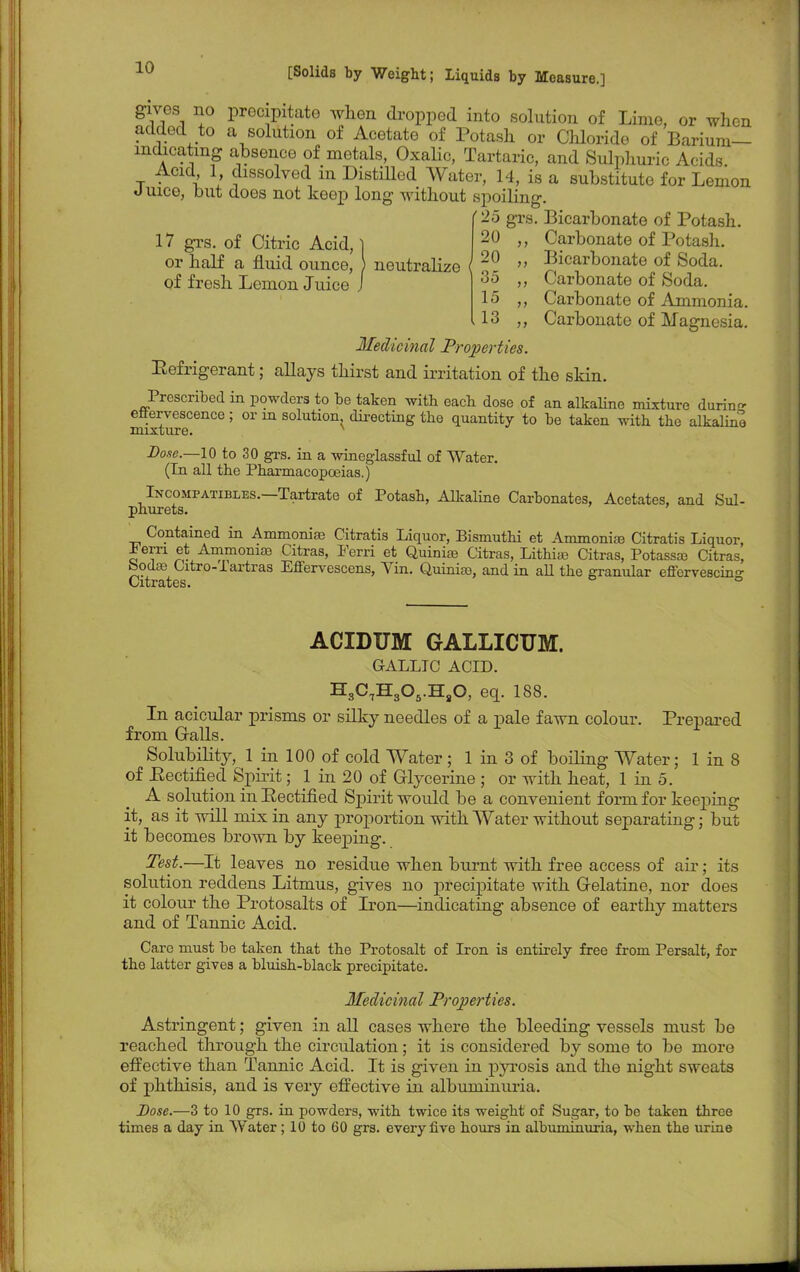 10
[Solids by Weight; Liquids by Measure.]
gives no precipitate when dropped into solution of Lime, or when
added to a solution of Acetate of Potash or Chloride of Barium—
indicating absence of metals, Oxalic, Tartaric, and Sulphuric Acids.
Acid, 1, dissolved in Distilled Water, 14, is a substitute for Lemon
Juice, but does not keep long without spoiling.
17 grs. of Citric Acid,
or half a fluid ounce,
of fresh Lemon Juice
neutralize
25 grs. Bicarbonate of Potash.
20 ,, Carbonate of Potash.
20 ,, Bicarbonate of Soda.
35 ,, Carbonate of Soda.
15 ,, Carbonate of Ammonia.
13 ,, Carbonate of Magnesia.
Medicinal Properties.
Refrigerant; allays thirst and irritation of the skin.
Prescribed in powders to be taken with each dose of an alkaline mixture during
effervescence; or in solution, directing the quantity to be taken with the alkaline
mixture.
Dose.—10 to 30 grs. in a wineglassful of Water.
(In all the Pharmacopœias.)
Incompatibles.—Tartrate of Potash, Alkaline Carbonates, Acetates, and Sul-
phurets.
Contained in Ammoniæ Citratis Liquor, Bismuthi et Ammoniæ Citratis Liquor,
Ferri et Ammoniæ Citras, Ferri et Quiniæ Citras, Lithiæ Citras, Potassæ Citras,
Sodæ Citro-Tartras Effervescens, Vin. Quiniæ, and in all the granular effervescing
Citrates.
ACIDUM GALLICUM.
GALLIC ACID.
H₃C₇H₃O₅.H₂O, eq. 188.
In acicular prisms or silky needles of a pale fawn colour. Prepared
from Galls.
Solubility, 1 in 100 of cold Water; 1 in 3 of boiling Water; 1 in 8
of Rectified Spirit; 1 in 20 of Glycerine; or with heat, 1 in 5.
A solution in Rectified Spirit would be a convenient form for keeping
it, as it will mix in any proportion with Water without separating; but
it becomes brown by keeping.
Test.—It leaves no residue when burnt with free access of air; its
solution reddens Litmus, gives no precipitate with Gelatine, nor does
it colour the Protosalts of Iron—indicating absence of earthy matters
and of Tannic Acid.
Care must be taken that the Protosalt of Iron is entirely free from Persalt, for
the latter gives a bluish-black precipitate.
Medicinal Properties.
Astringent; given in all cases where the bleeding vessels must be
reached through the circulation; it is considered by some to be more
effective than Tannic Acid. It is given in pyrosis and the night sweats
of phthisis, and is very effective in albuminuria.
Dose.—3 to 10 grs. in powders, with twice its weight of Sugar, to be taken three
times a day in Water; 10 to 60 grs. every five hours in albuminuria, when the urine